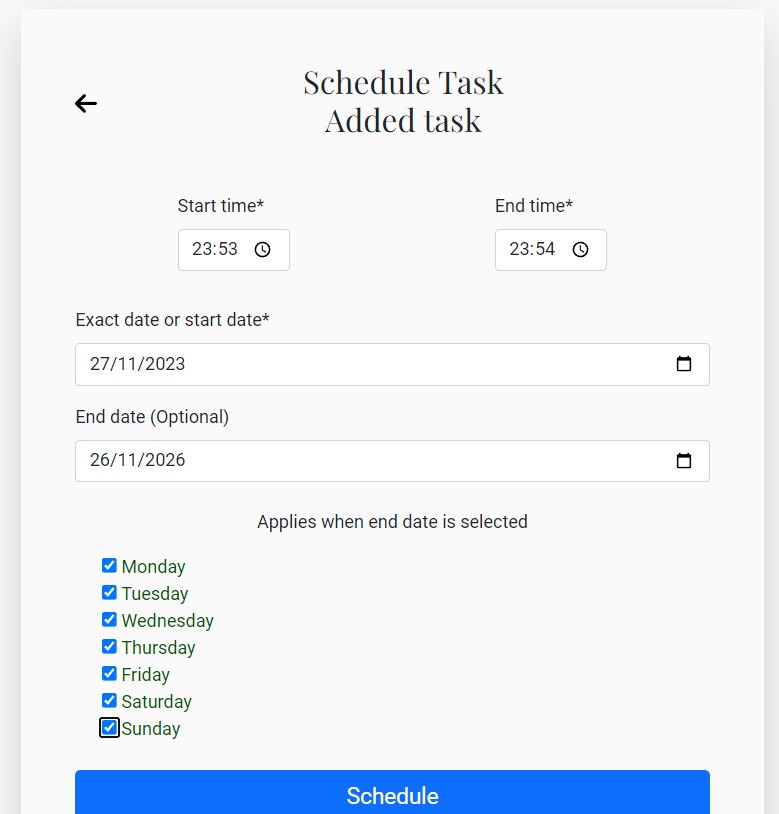 Schedule Task
Added task
Start time*
End time*
23:53
23:54
Exact date or start date*
27/11/2023
End date (Optional)
26/11/2026
Applies when end date is selected
Monday
Tuesday
Wednesday
Thursday
Friday
Saturday
Sunday
Schedule